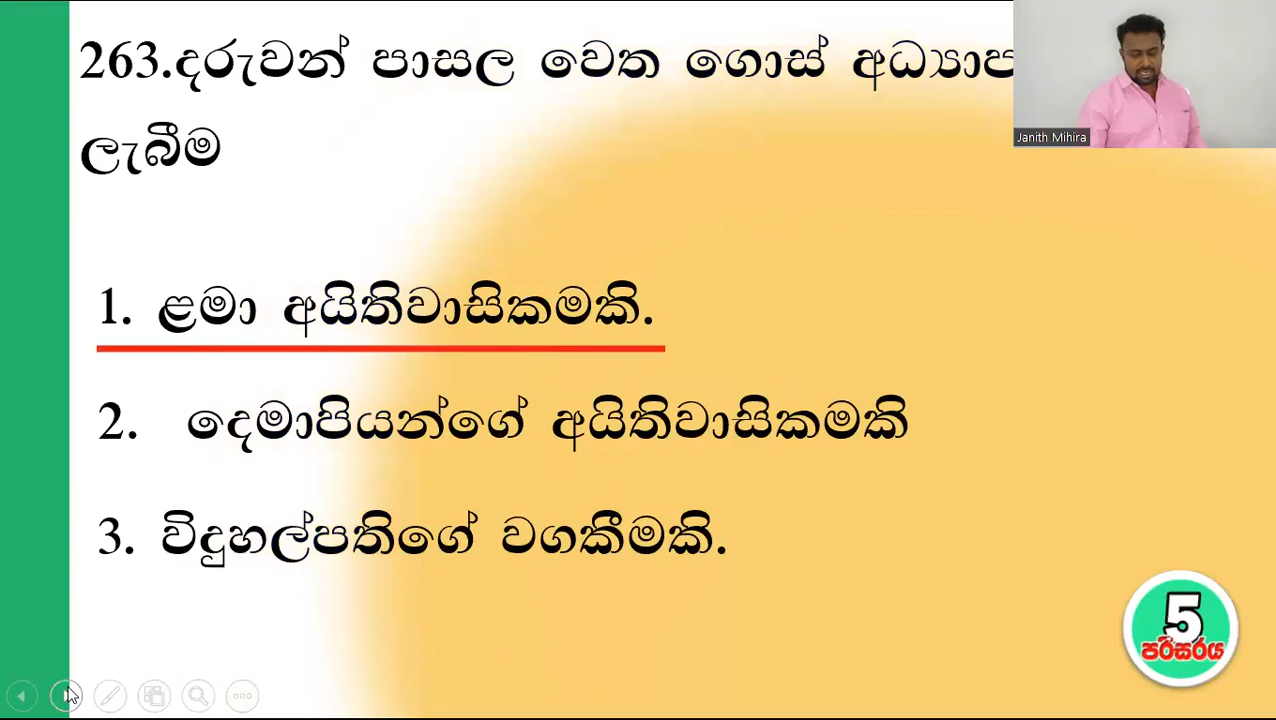 263.දරුවන් පාසල වෙත ගොස්
ලැබීම
Janith Mihira
1. ළමා අයිතිවාසිකමකි.
2. දෙමාපියන්ගේ අයිතිවාසිකමකි
3. විදුහල්පතිගේ වගකීමකි.
5
පරිසරය